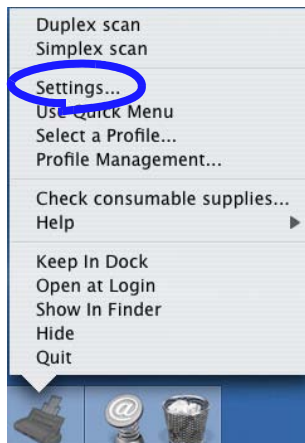 Duplex scan
Simplex scan
Settings...
Use Quick Menu
Select a Profile...
Profile Management...
Check consumable supplies...
Help
Keep In Dock
Open at Login
Show In Finder
Hide
Quit
@